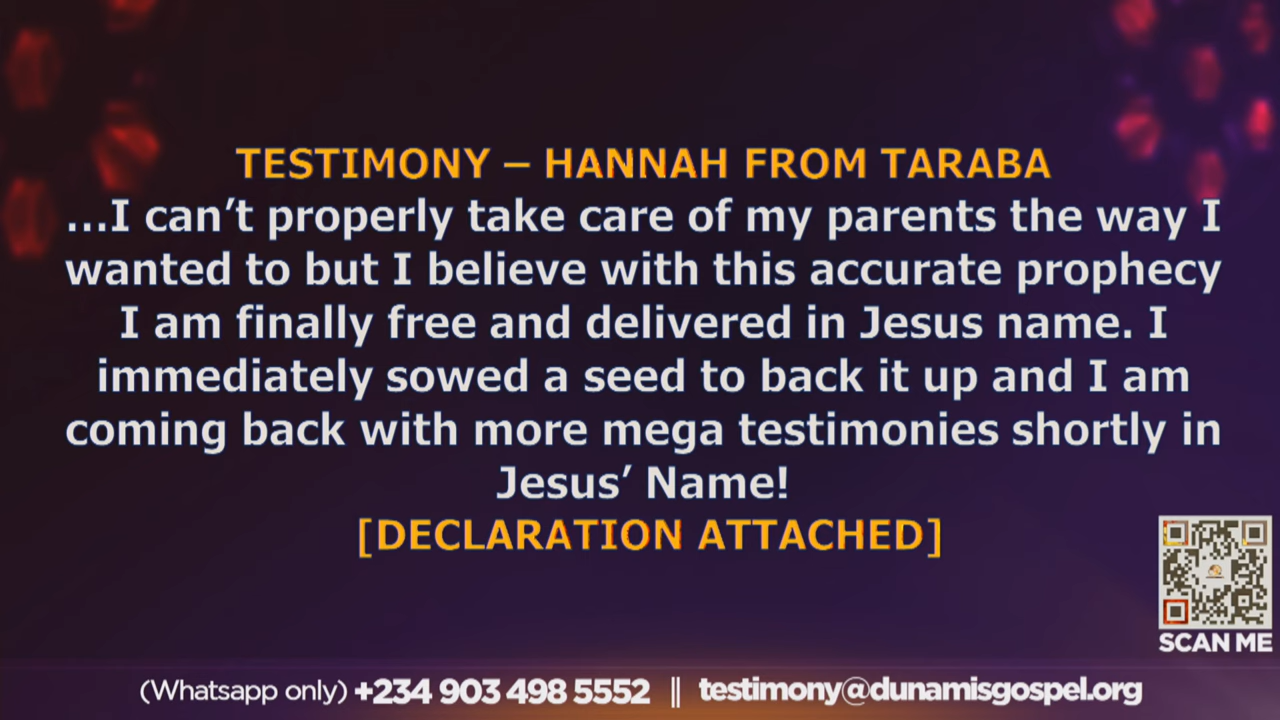 TESTIMONY – HANNAH FROM TARABA
...I can’t properly take care of my parents the way I
wanted to but I believe with this accurate prophecy
I am finally free and delivered in Jesus name. I
immediately sowed a seed to back it up and I am
coming back with more mega testimonies shortly in
Jesus’ Name!
[DECLARATION ATTACHED]
SCAN ME
(Whatsapp only) +234 903 498 5552 || testimony@dunamisgospel.org